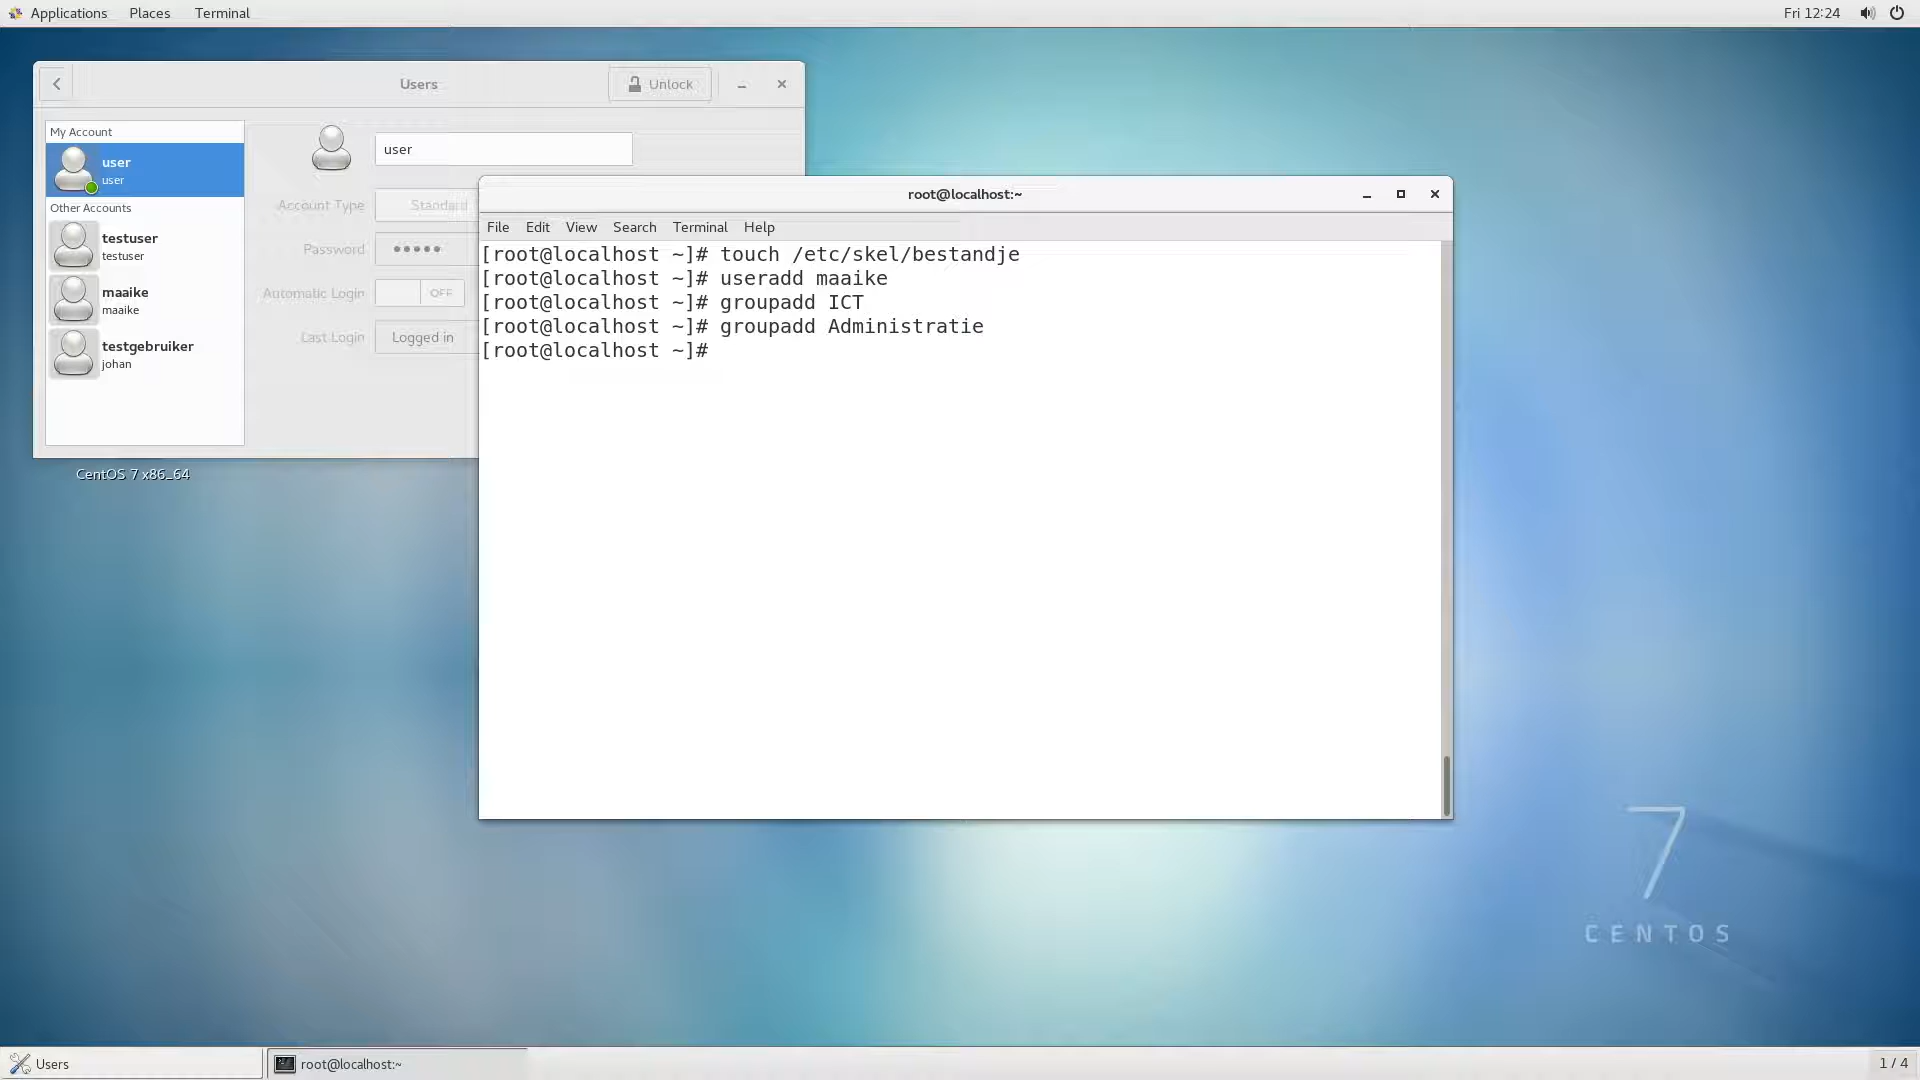 Applications Places Terminal Fri 12:24
Users Unlock
My Account
user
user
Other Accounts
testuser
testuser
maaike
maaike
testgebruiker
johan
user
Account Type Standard
Password •••••
Automatic Login OFF
Last Login Logged in
CentOS 7 x86_64
root@localhost:~
File Edit View Search Terminal Help
[root@localhost ~]# touch /etc/skel/bestandje
[root@localhost ~]# useradd maaike
[root@localhost ~]# groupadd ICT
[root@localhost ~]# groupadd Administratie
[root@localhost ~]#
7
CENTOS
Users root@localhost:~ 1 / 4